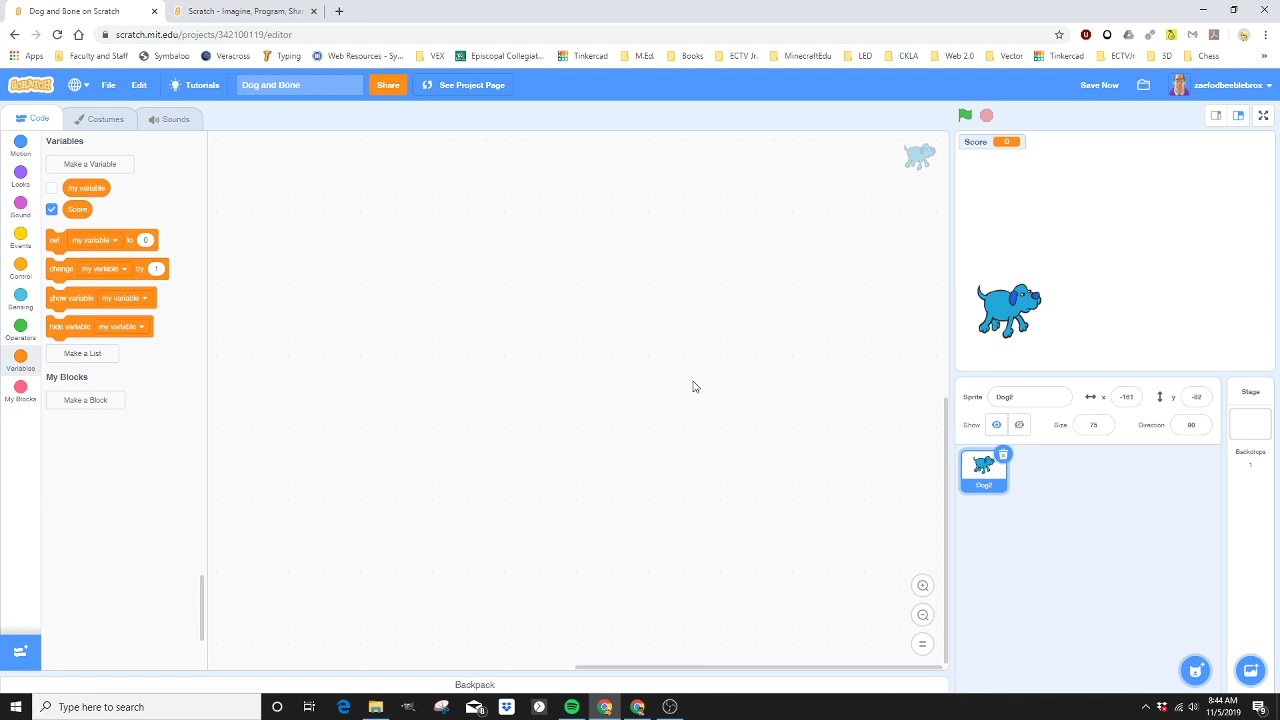 Dog and Bone on Scratch
Scratch - Imagine, Program, Shar
scratch.mit.edu/projects/342100119/editor
Apps Faculty and Staff Symbaloo Veracross Typing Web Resources - Sy... VEX Episcopal Collegiat... Tinkercad M.Ed. Books ECTV Jr. MinecraftEdu LED CKLA Web 2.0 Vector Tinkercad ECTVJr 3D Chess »
SCRATCH File Edit Tutorials Dog and Bone Share See Project Page Save Now zaefodbeeblebrox
Code Costumes Sounds
Motion
Looks
Sound
Events
Control
Sensing
Operators
Variables
My Blocks
Variables
Make a Variable
my variable
Score
set my variable to 0
change my variable by 1
show variable my variable
hide variable my variable
Make a List
My Blocks
Make a Block
Score 0
Sprite Dog2 x -161 y -82
Show Size 75 Direction 90
Dog2
Stage
Backdrops
1
Backpack
Type here to search
8:44 AM
11/5/2019